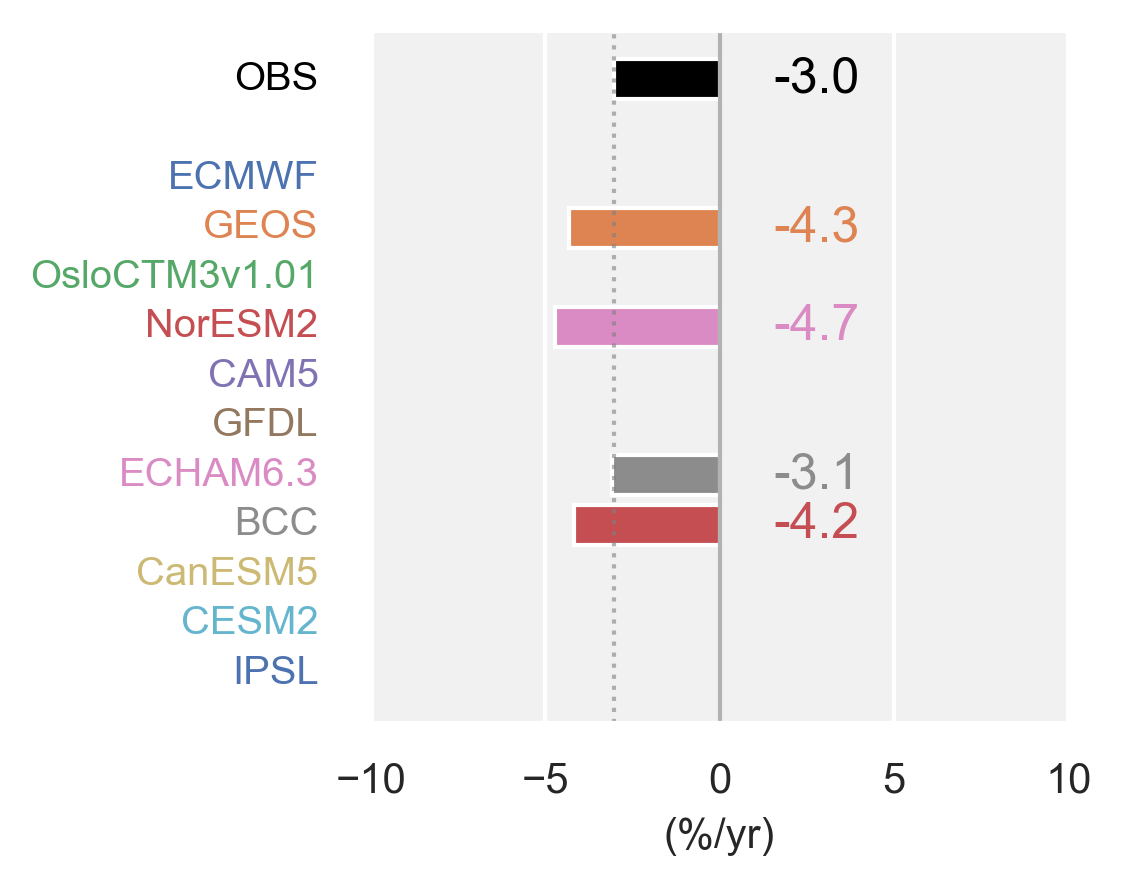 OBS -3.0
ECMWF
GEOS -4.3
OsloCTM3v1.01
NorESM2 -4.7
CAM5
GFDL
ECHAM6.3 -3.1
BCC -4.2
CanESM5
CESM2
IPSL
−10 −5 0 5 10
(%/yr)